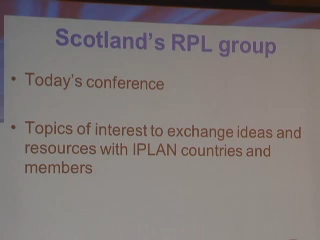 Scotland's RPL group
• Today's conference
• Topics of interest to exchange ideas and
resources with IPLAN countries and
members